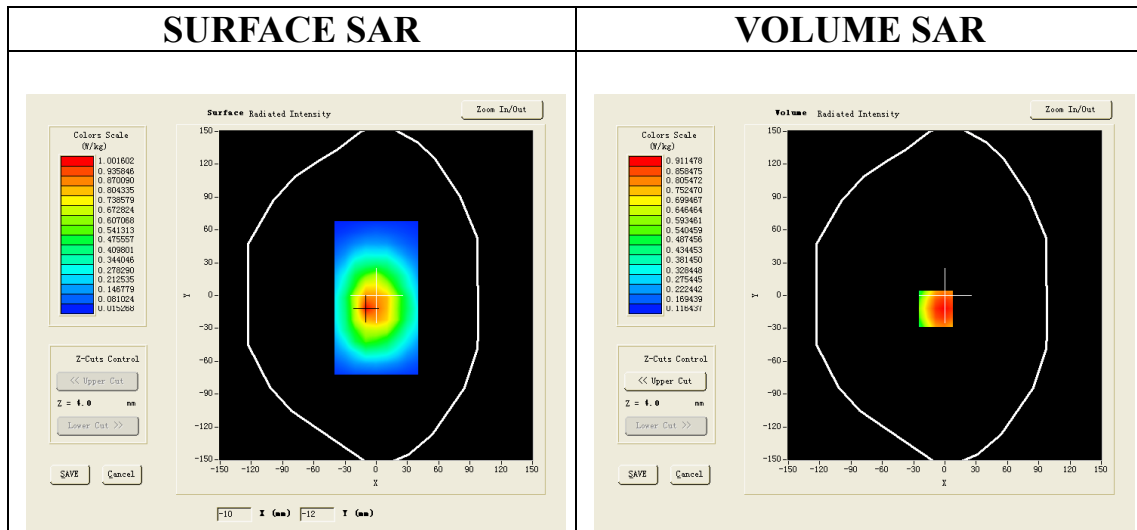 SURFACE SAR
VOLUME SAR
Surface Radiated Intensity
Zoom In/Out
Colors Scale
(W/kg)
1.001602
0.935846
0.870090
0.804335
0.738579
0.672824
0.607068
0.541313
0.475557
0.409801
0.344046
0.278290
0.212535
0.146779
0.081024
0.015268
150
120
90
60
30
0
-30
-60
-90
-120
-150
Y
-150 -120 -90 -60 -30 0 30 60 90 120 150
X
Z-Cuts Control
<< Upper Cut
Z = 4.0 mm
Lower Cut >>
SAVE Cancel
-10 X (mm) -12 Y (mm)
Volume Radiated Intensity
Zoom In/Out
Colors Scale
(W/kg)
0.911478
0.858475
0.805472
0.752470
0.699467
0.646464
0.593461
0.540459
0.487456
0.434453
0.381450
0.328448
0.275445
0.222442
0.169439
0.116437
150
120
90
60
30
0
-30
-60
-90
-120
-150
Y
-150 -120 -90 -60 -30 0 30 60 90 120 150
X
Z-Cuts Control
<< Upper Cut
Z = 4.0 mm
Lower Cut >>
SAVE Cancel